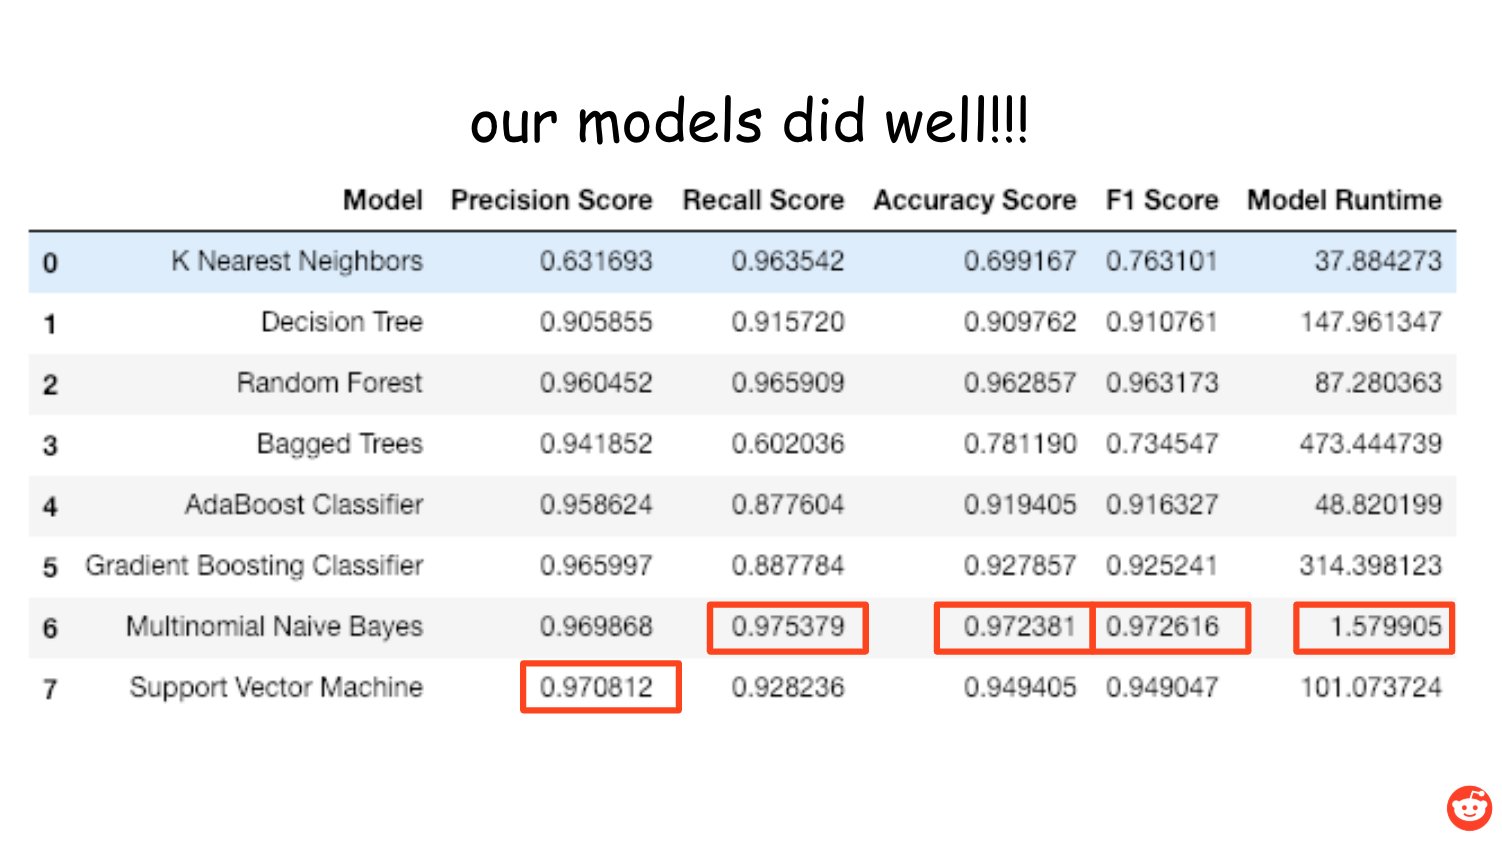 our models did well!!!
Model Precision Score Recall Score Accuracy Score F1 Score Model Runtime
0 K Nearest Neighbors 0.631693 0.963542 0.699167 0.763101 37.884273
1 Decision Tree 0.905855 0.915720 0.909762 0.910761 147.961347
2 Random Forest 0.960452 0.965909 0.962857 0.963173 87.280363
3 Bagged Trees 0.941852 0.602036 0.781190 0.734547 473.444739
4 AdaBoost Classifier 0.958624 0.877604 0.919405 0.916327 48.820199
5 Gradient Boosting Classifier 0.965997 0.887784 0.927857 0.925241 314.398123
6 Multinomial Naive Bayes 0.969868 0.975379 0.972381 0.972616 1.579905
7 Support Vector Machine 0.970812 0.928236 0.949405 0.949047 101.073724